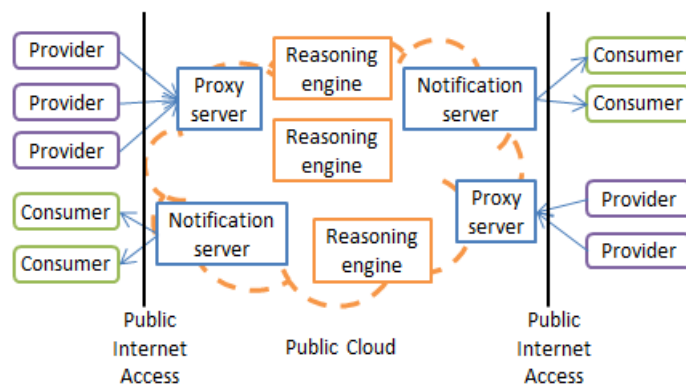 Provider
Provider
Provider
Consumer
Consumer
Proxy
server
Notification
server
Reasoning
engine
Reasoning
engine
Reasoning
engine
Notification
server
Proxy
server
Consumer
Consumer
Provider
Provider
Public
Internet
Access
Public Cloud
Public
Internet
Access